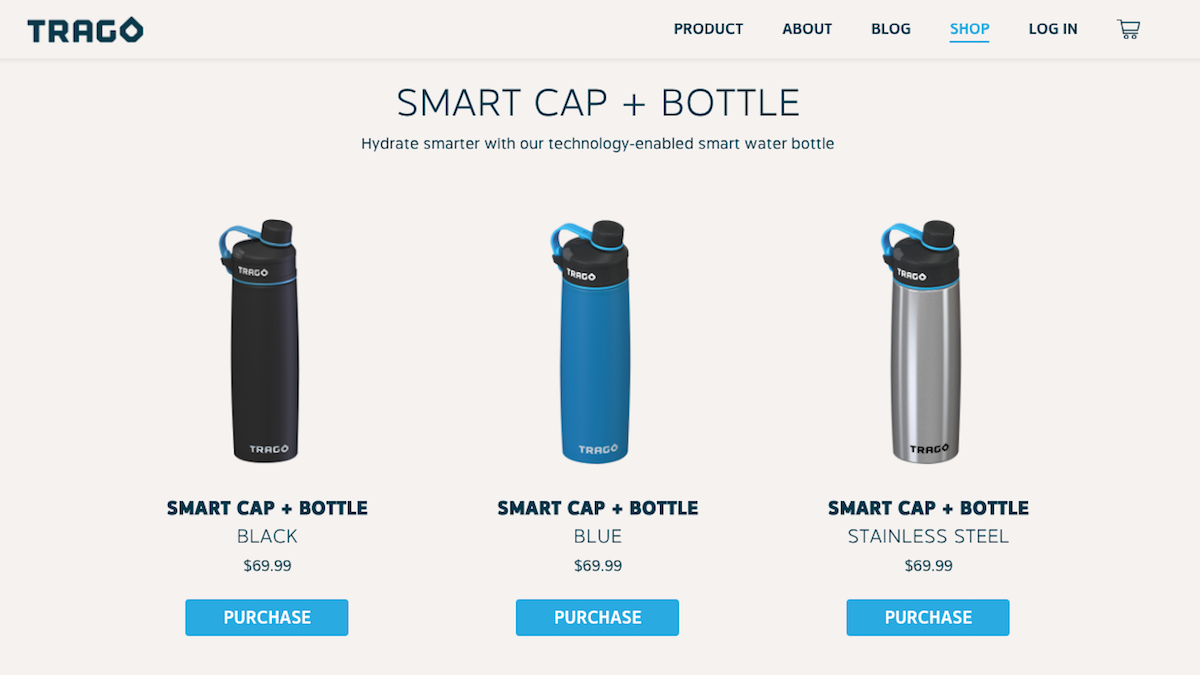 TRAGO
PRODUCT
ABOUT
BLOG
SHOP
LOG IN
SMART CAP + BOTTLE
Hydrate smarter with our technology-enabled smart water bottle
TRAGO
TRAGO
TRAGO
TRAGO
TRAGO
TRAGO
SMART CAP + BOTTLE
BLACK
$69.99
PURCHASE
SMART CAP + BOTTLE
BLUE
$69.99
PURCHASE
SMART CAP + BOTTLE
STAINLESS STEEL
$69.99
PURCHASE